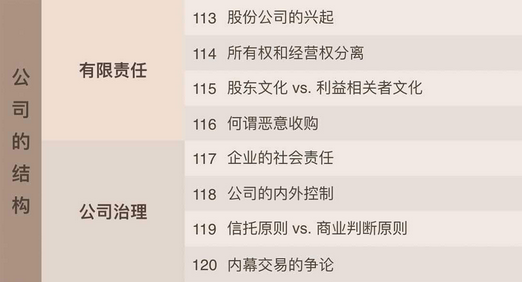 公司的结构
有限责任
113 股份公司的兴起
114 所有权和经营权分离
115 股东文化 vs. 利益相关者文化
116 何谓恶意收购
公司治理
117 企业的社会责任
118 公司的内外控制
119 信托原则 vs. 商业判断原则
120 内幕交易的争论